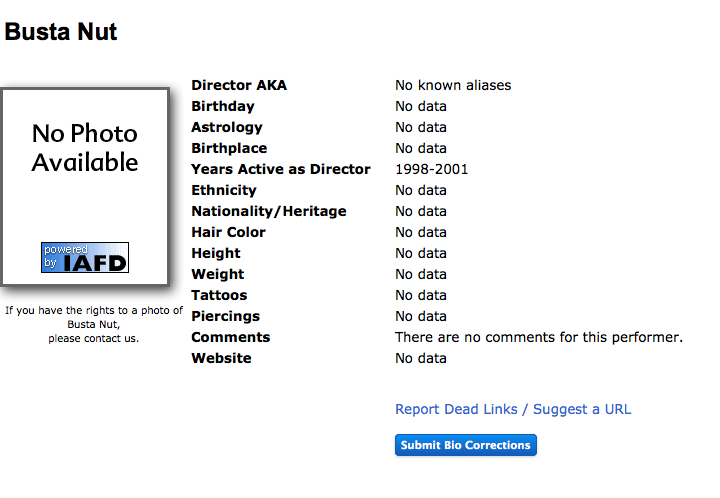 Busta Nut
No Photo
Available
powered
by IAFD
If you have the rights to a photo of
Busta Nut,
please contact us.
Director AKA No known aliases
Birthday No data
Astrology No data
Birthplace No data
Years Active as Director 1998-2001
Ethnicity No data
Nationality/Heritage No data
Hair Color No data
Height No data
Weight No data
Tattoos No data
Piercings No data
Comments There are no comments for this performer.
Website No data
Report Dead Links / Suggest a URL
Submit Bio Corrections